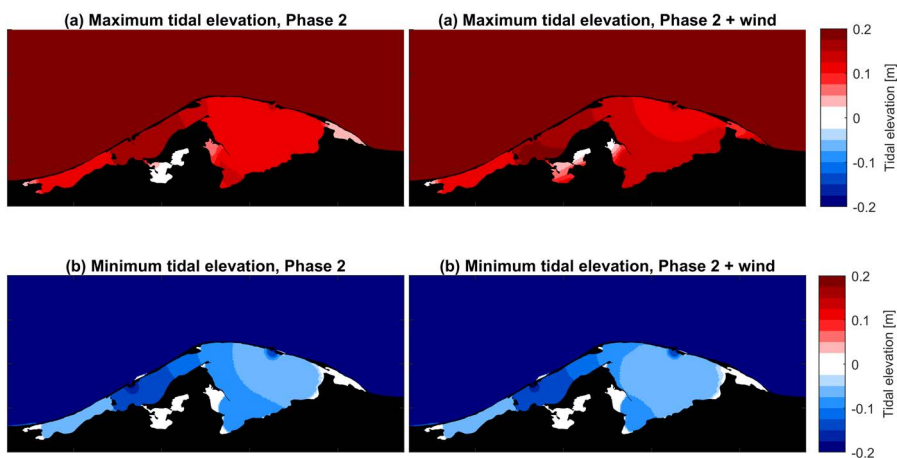 (a) Maximum tidal elevation, Phase 2
(a) Maximum tidal elevation, Phase 2 + wind
0.2
0.1
0
-0.1
-0.2
Tidal elevation [m]
(b) Minimum tidal elevation, Phase 2
(b) Minimum tidal elevation, Phase 2 + wind
0.2
0.1
0
-0.1
-0.2
Tidal elevation [m]